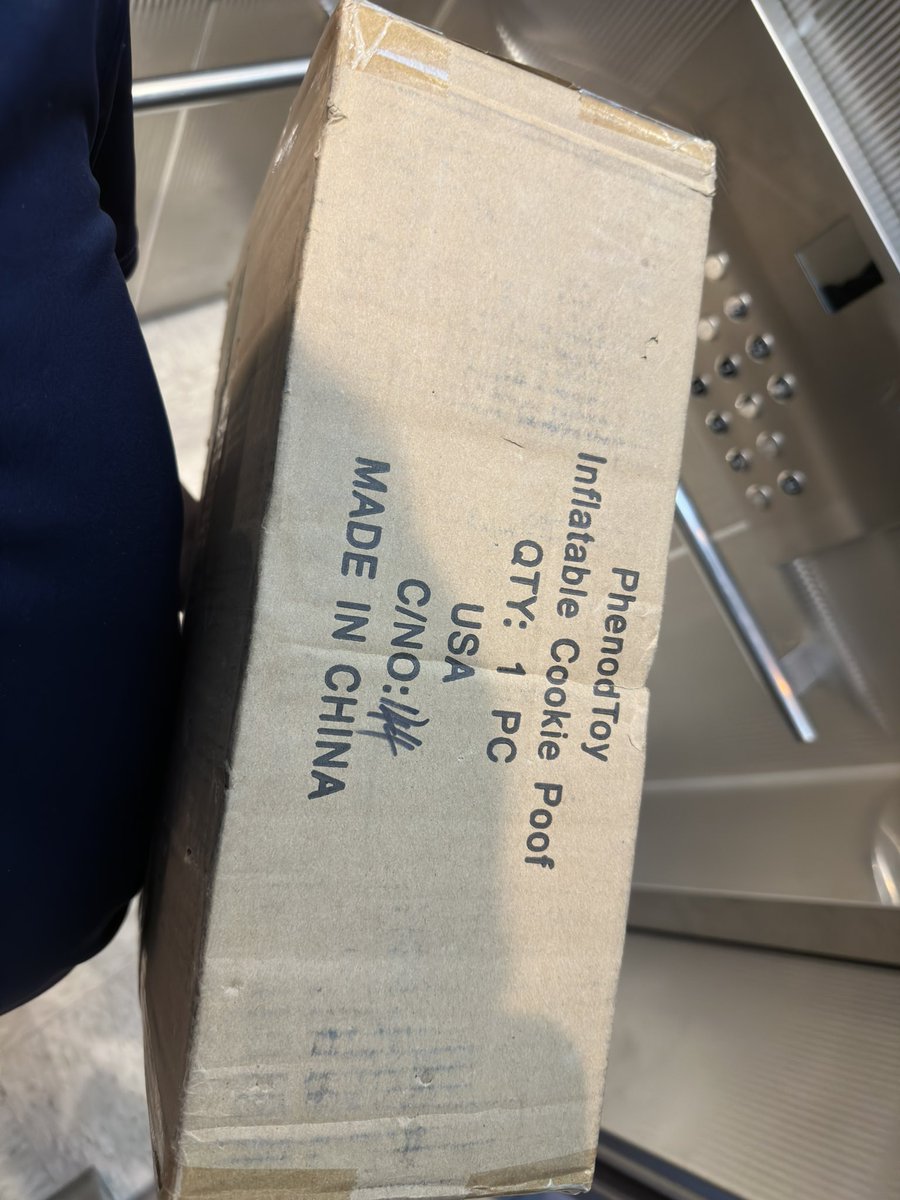 PhenodToy
Inflatable Cookie Poof
QTY: 1 PC
USA
C/NO:
MADE IN CHINA